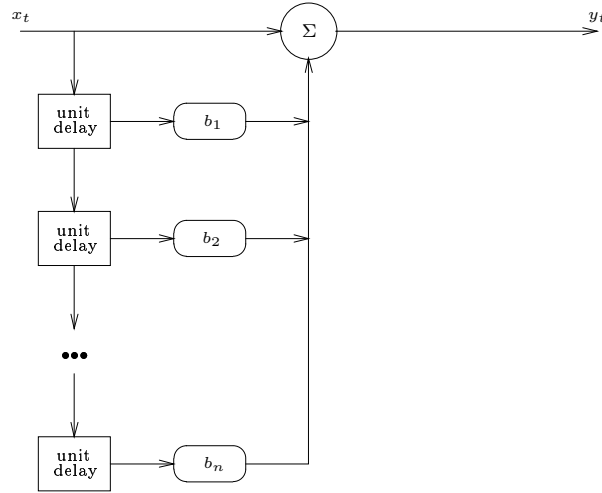 x_t
Σ
y_t
unit
delay
b_1
unit
delay
b_2
•••
unit
delay
b_n